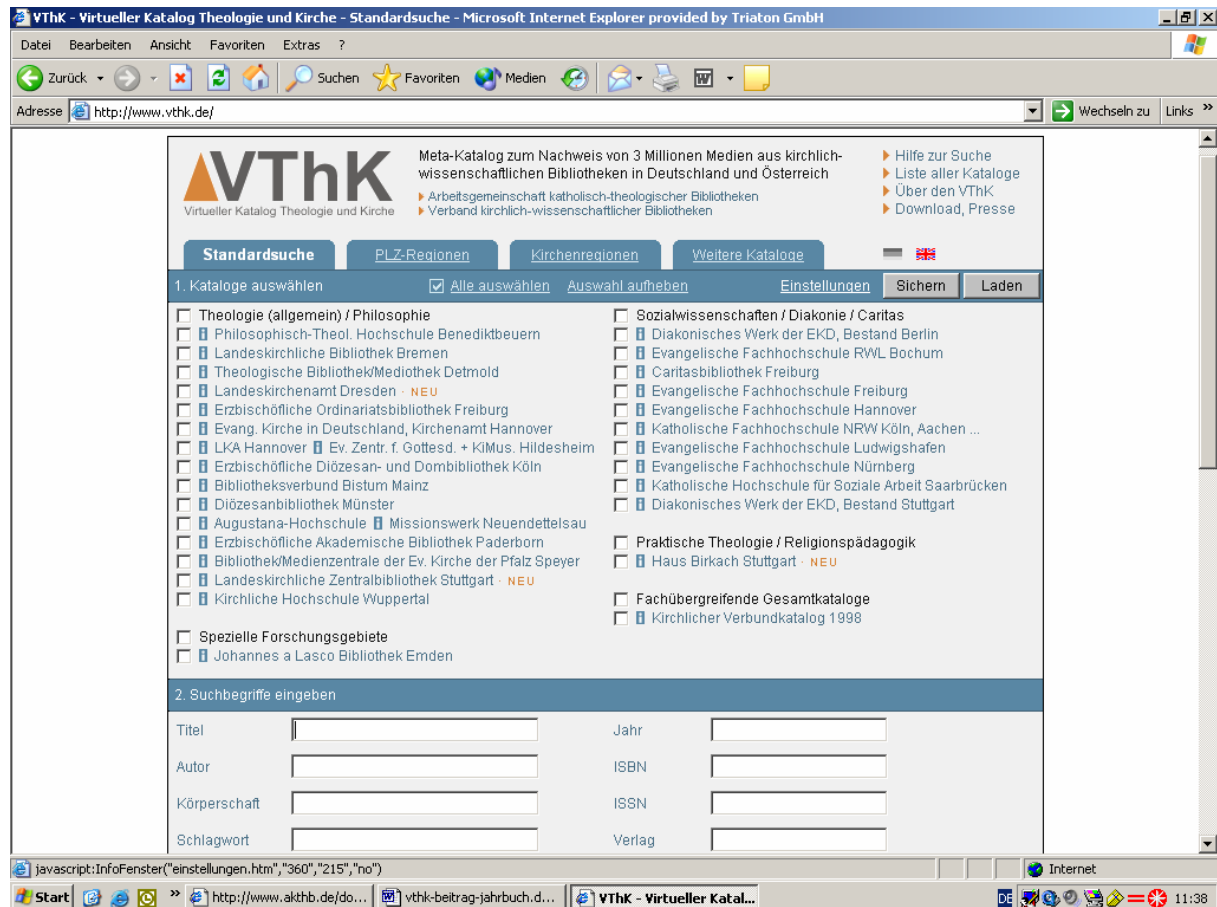 VThK - Virtueller Katalog Theologie und Kirche - Standardsuche - Microsoft Internet Explorer provided by Triaton GmbH
Datei Bearbeiten Ansicht Favoriten Extras ?
Zurück Suchen Favoriten Medien
Adresse http://www.vthk.de/ Wechseln zu Links »
VThK
Virtueller Katalog Theologie und Kirche
Meta-Katalog zum Nachweis von 3 Millionen Medien aus kirchlich-
wissenschaftlichen Bibliotheken in Deutschland und Österreich
Arbeitsgemeinschaft katholisch-theologischer Bibliotheken
Verband kirchlich-wissenschaftlicher Bibliotheken
Hilfe zur Suche
Liste aller Kataloge
Über den VThK
Download, Presse
Standardsuche PLZ-Regionen Kirchenregionen Weitere Kataloge
1. Kataloge auswählen Alle auswählen Auswahl aufheben Einstellungen Sichern Laden
Theologie (allgemein) / Philosophie
Philosophisch-Theol. Hochschule Benediktbeuern
Landeskirchliche Bibliothek Bremen
Theologische Bibliothek/Mediothek Detmold
Landeskirchenamt Dresden · NEU
Erzbischöfliche Ordinariatsbibliothek Freiburg
Evang. Kirche in Deutschland, Kirchenamt Hannover
LKA Hannover Ev. Zentr. f. Gottesd. + KiMus. Hildesheim
Erzbischöfliche Diözesan- und Dombibliothek Köln
Bibliotheksverbund Bistum Mainz
Diözesanbibliothek Münster
Augustana-Hochschule Missionswerk Neuendettelsau
Erzbischöfliche Akademische Bibliothek Paderborn
Bibliothek/Medienzentrale der Ev. Kirche der Pfalz Speyer
Landeskirchliche Zentralbibliothek Stuttgart · NEU
Kirchliche Hochschule Wuppertal
Spezielle Forschungsgebiete
Johannes a Lasco Bibliothek Emden
Sozialwissenschaften / Diakonie / Caritas
Diakonisches Werk der EKD, Bestand Berlin
Evangelische Fachhochschule RWL Bochum
Caritasbibliothek Freiburg
Evangelische Fachhochschule Freiburg
Evangelische Fachhochschule Hannover
Katholische Fachhochschule NRW Köln, Aachen ...
Evangelische Fachhochschule Ludwigshafen
Evangelische Fachhochschule Nürnberg
Katholische Hochschule für Soziale Arbeit Saarbrücken
Diakonisches Werk der EKD, Bestand Stuttgart
Praktische Theologie / Religionspädagogik
Haus Birkach Stuttgart · NEU
Fachübergreifende Gesamtkataloge
Kirchlicher Verbundkatalog 1998
2. Suchbegriffe eingeben
Titel Jahr
Autor ISBN
Körperschaft ISSN
Schlagwort Verlag
javascript:InfoFenster("einstellungen.htm","360","215","no") Internet
Start » http://www.akthb.de/do... vthk-beitrag-jahrbuch.d... VThK - Virtueller Katal... DE 11:38